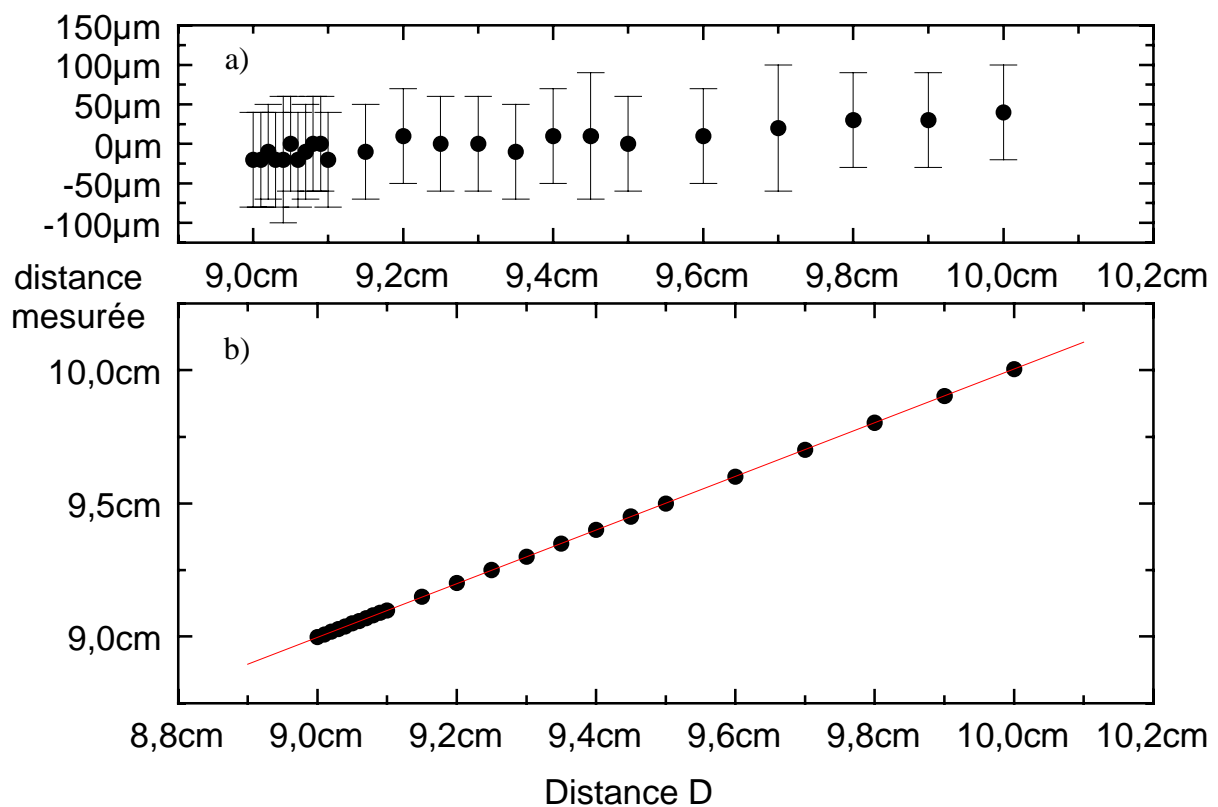 150µm
a)
100µm
50µm
0µm
-50µm
-100µm
9,0cm 9,2cm 9,4cm 9,6cm 9,8cm 10,0cm 10,2cm
distance
mesurée
b)
10,0cm
9,5cm
9,0cm
8,8cm 9,0cm 9,2cm 9,4cm 9,6cm 9,8cm 10,0cm 10,2cm
Distance D